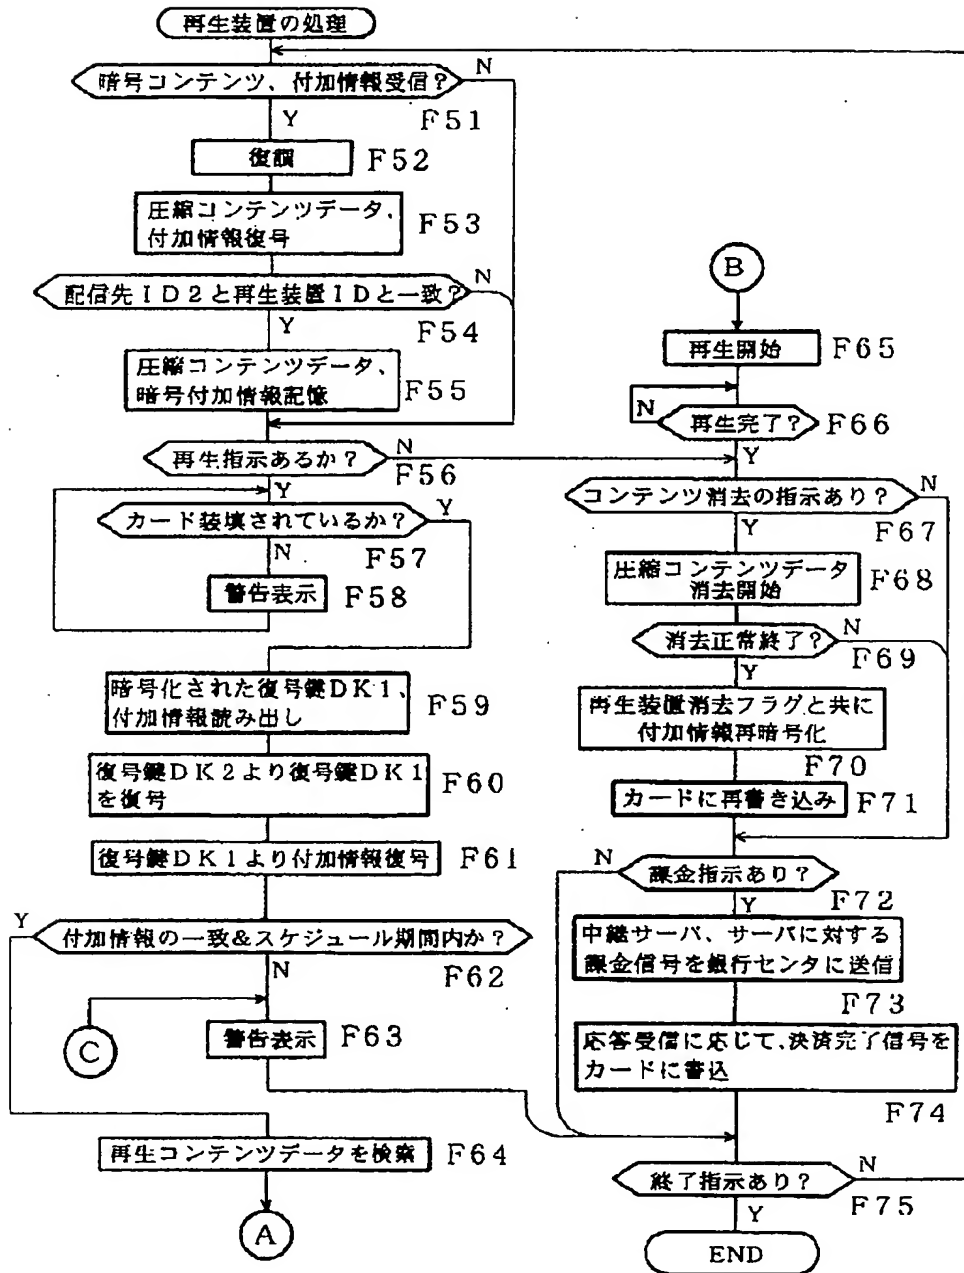 再生装置の処理
暗号コンテンツ、付加情報受信？
N
Y
F51
復調
F52
圧縮コンテンツデータ、
付加情報復号
F53
配信先ID2と再生装置IDと一致？
N
Y
F54
圧縮コンテンツデータ、
暗号付加情報記憶
F55
再生指示あるか？
N
F56
Y
カード装填されているか？
Y
F57
N
警告表示
F58
暗号化された復号鍵DK1、
付加情報読み出し
F59
復号鍵DK2より復号鍵DK1
を復号
F60
復号鍵DK1より付加情報復号
F61
Y
付加情報の一致&スケジュール期間内か？
F62
N
C
警告表示
F63
再生コンテンツデータを検索
F64
A
B
再生開始
F65
N
再生完了？
F66
Y
コンテンツ消去の指示あり？
N
F67
Y
圧縮コンテンツデータ
消去開始
F68
消去正常終了？
N
F69
Y
再生装置消去フラグと共に
付加情報再暗号化
F70
カードに再書き込み
F71
N
課金指示あり？
F72
Y
中継サーバ、サーバに対する
課金信号を銀行センタに送信
F73
応答受信に応じて、決済完了信号を
カードに書込
F74
終了指示あり？
N
F75
Y
END